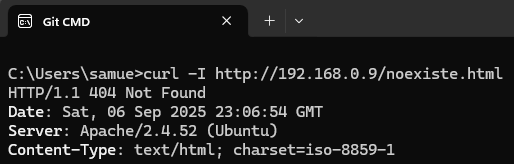 Git CMD
C:\Users\samue>curl -I http://192.168.0.9/noexiste.html
HTTP/1.1 404 Not Found
Date: Sat, 06 Sep 2025 23:06:54 GMT
Server: Apache/2.4.52 (Ubuntu)
Content-Type: text/html; charset=iso-8859-1